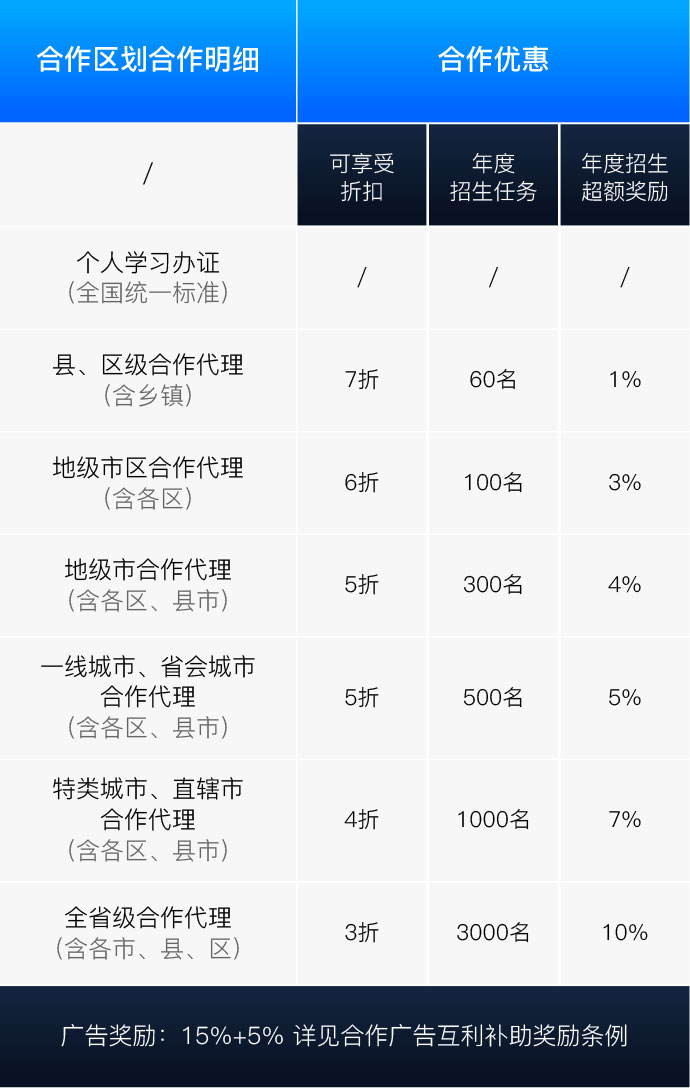 合作区划合作明细 合作优惠
/ 可享受 年度 年度招生
折扣 招生任务 超额奖励
个人学习办证 / / /
(全国统一标准)
县、区级合作代理 7折 60名 1%
(含乡镇)
地级市区合作代理 6折 100名 3%
(含各区)
地级市合作代理 5折 300名 4%
(含各区、县市)
一线城市、省会城市
合作代理 5折 500名 5%
(含各区、县市)
特类城市、直辖市
合作代理 4折 1000名 7%
(含各区、县市)
全省级合作代理 3折 3000名 10%
(含各市、县、区)
广告奖励：15%+5% 详见合作广告互利补助奖励条例